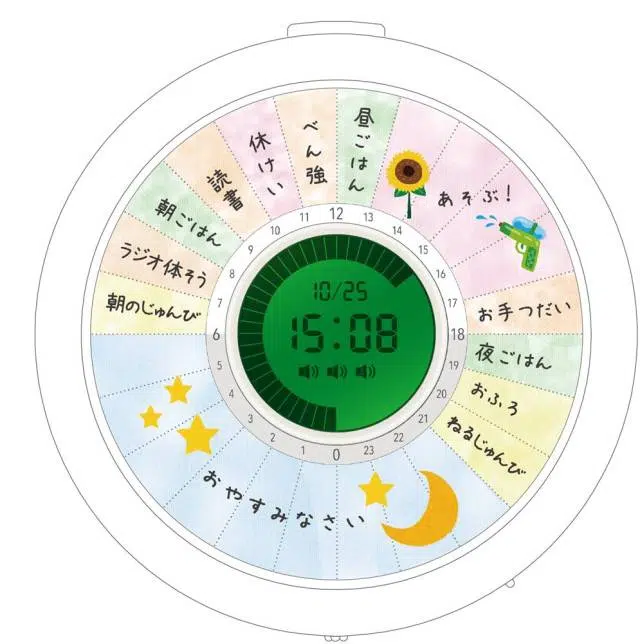 昼ごはん
あそぶ!
お手つだい
夜ごはん
おふろ
ねるじゅんび
おやすみなさい
朝のじゅんび
ラジオ体そう
朝ごはん
読書
休けい
べん強
12
13
14
15
16
17
18
19
20
21
22
23
0
1
2
3
4
5
6
7
8
9
10
11
10/25
15:08